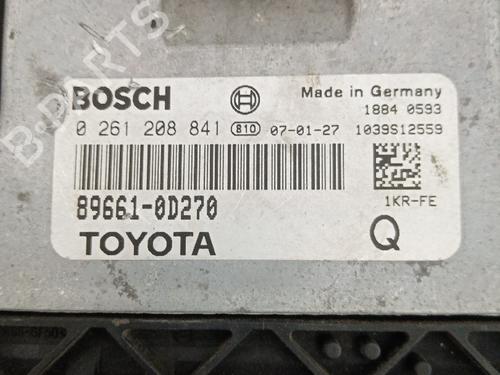 BOSCH
Made in Germany
1884 0593
0 261 208 841 810 07-01-27 1039S12559
89661-0D270
1KR-FE
TOYOTA
Q
B-PARTS